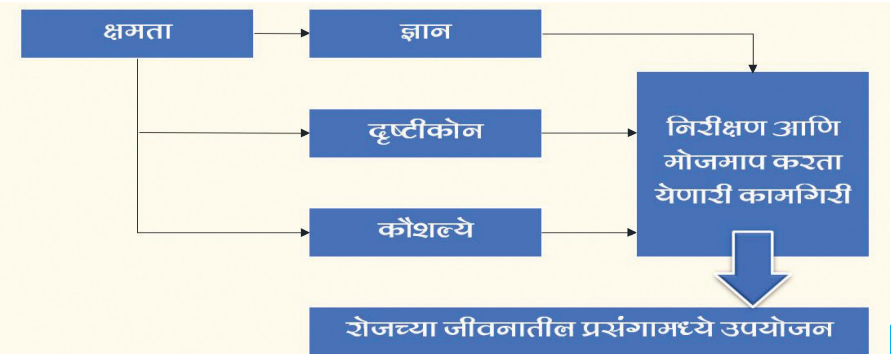 क्षमता
ज्ञान
दृष्टीकोन
कौशल्ये
निरीक्षण आणि
मोजमाप करता
येणारी कामगिरी
रोजच्या जीवनातील प्रसंगामध्ये उपयोजन